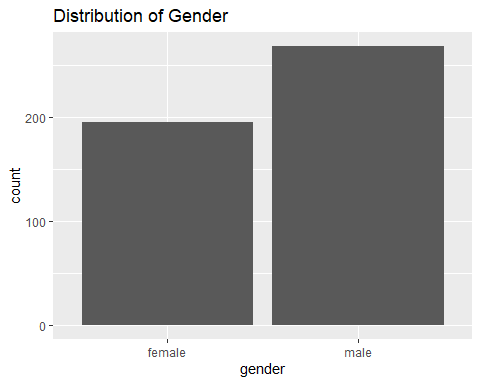 Distribution of Gender
200
100
0
count
female male
gender